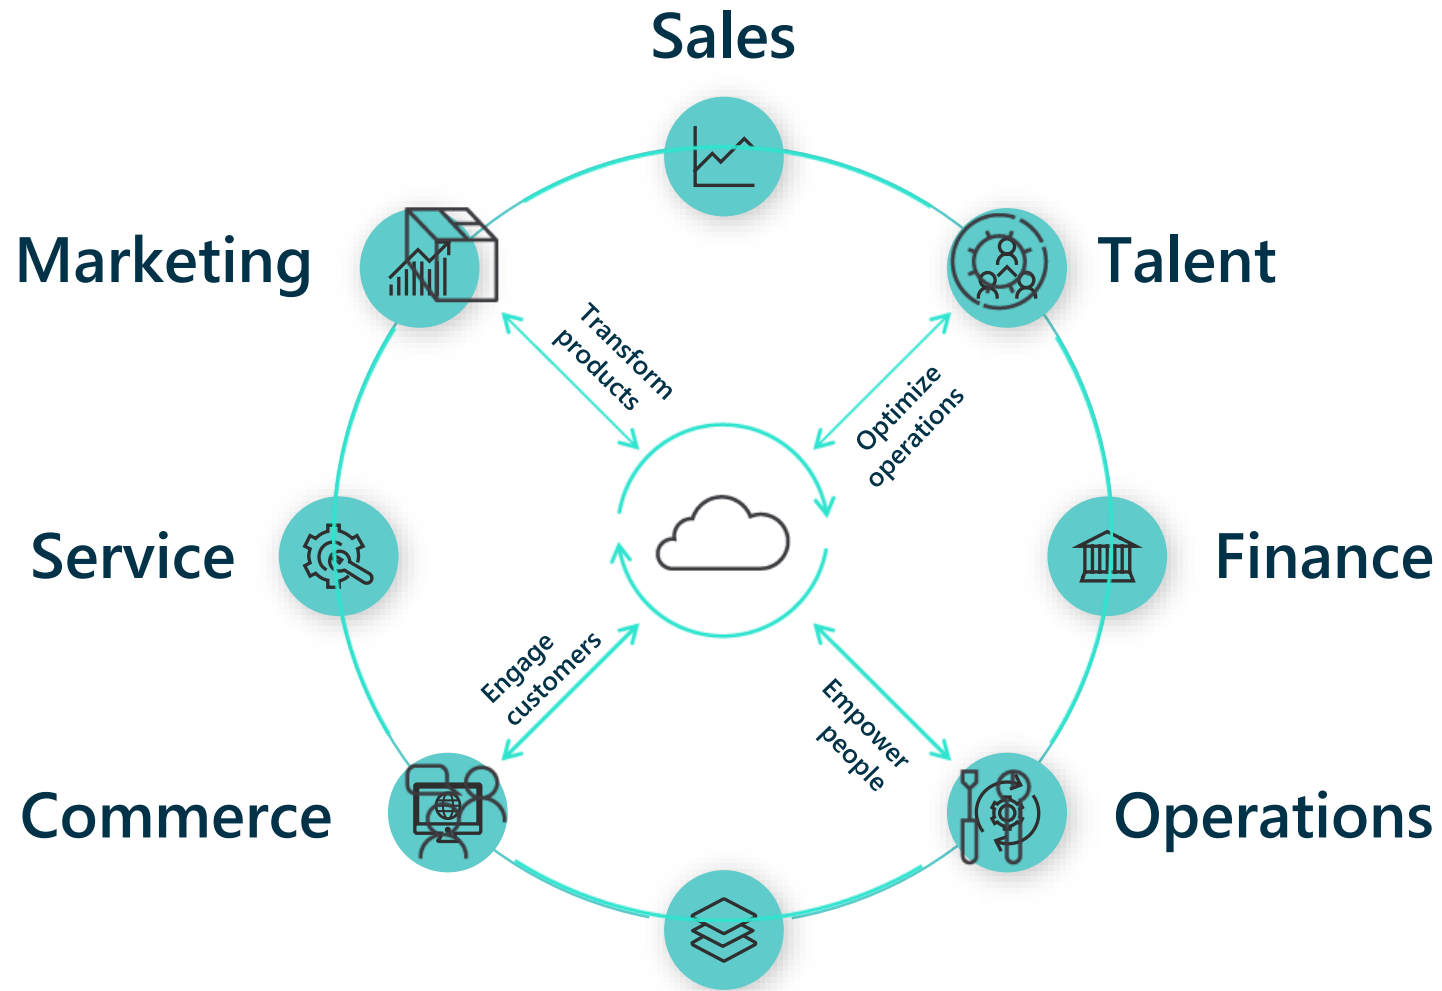 Sales
Marketing
Talent
Transform
products
Optimize
operations
Service
Finance
Engage
customers
Empower
people
Commerce
Operations